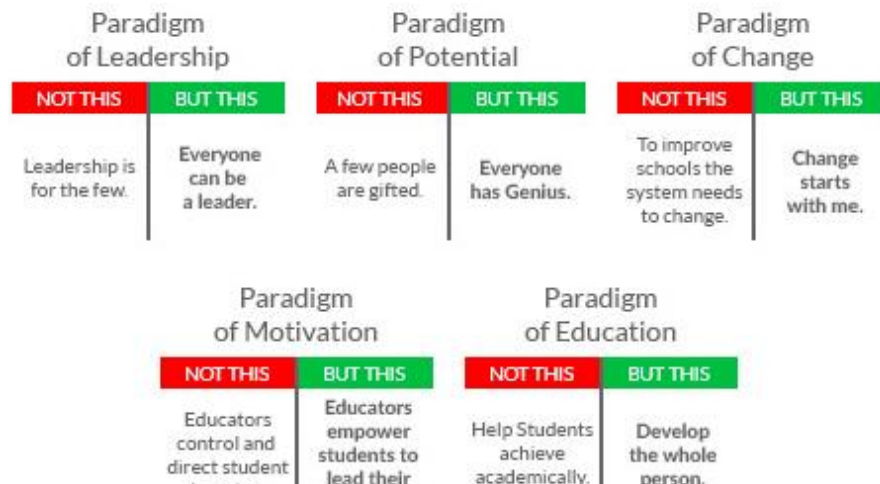 Paradigm
of Leadership
NOT THIS
BUT THIS
Leadership is
for the few.
Everyone
can be
a leader.
Paradigm
of Potential
NOT THIS
BUT THIS
A few people
are gifted.
Everyone
has Genius.
Paradigm
of Change
NOT THIS
BUT THIS
To improve
schools the
system needs
to change.
Change
starts
with me.
Paradigm
of Motivation
NOT THIS
BUT THIS
Educators
control and
direct student
Educators
empower
students to
lead their
Paradigm
of Education
NOT THIS
BUT THIS
Help Students
achieve
academically.
Develop
the whole
person.